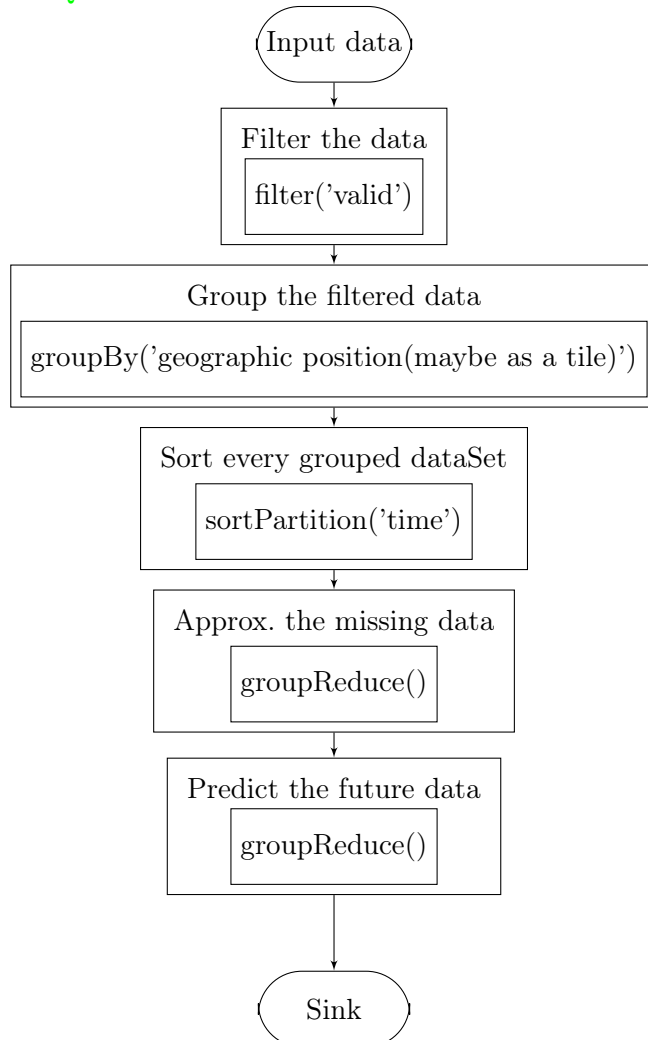 Input data
Filter the data
filter('valid')
Group the filtered data
groupBy('geographic position(maybe as a tile)')
Sort every grouped dataSet
sortPartition('time')
Approx. the missing data
groupReduce()
Predict the future data
groupReduce()
Sink